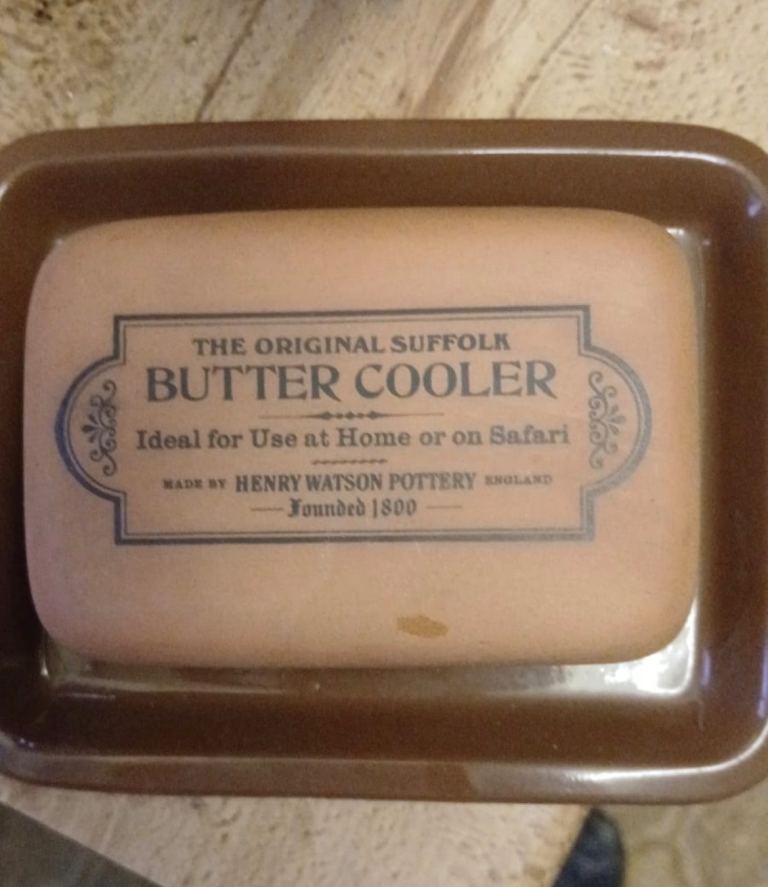 THE ORIGINAL SUFFOLK
BUTTER COOLER
Ideal for Use at Home or on Safari
MADE BY HENRY WATSON POTTERY ENGLAND
Founded 1800